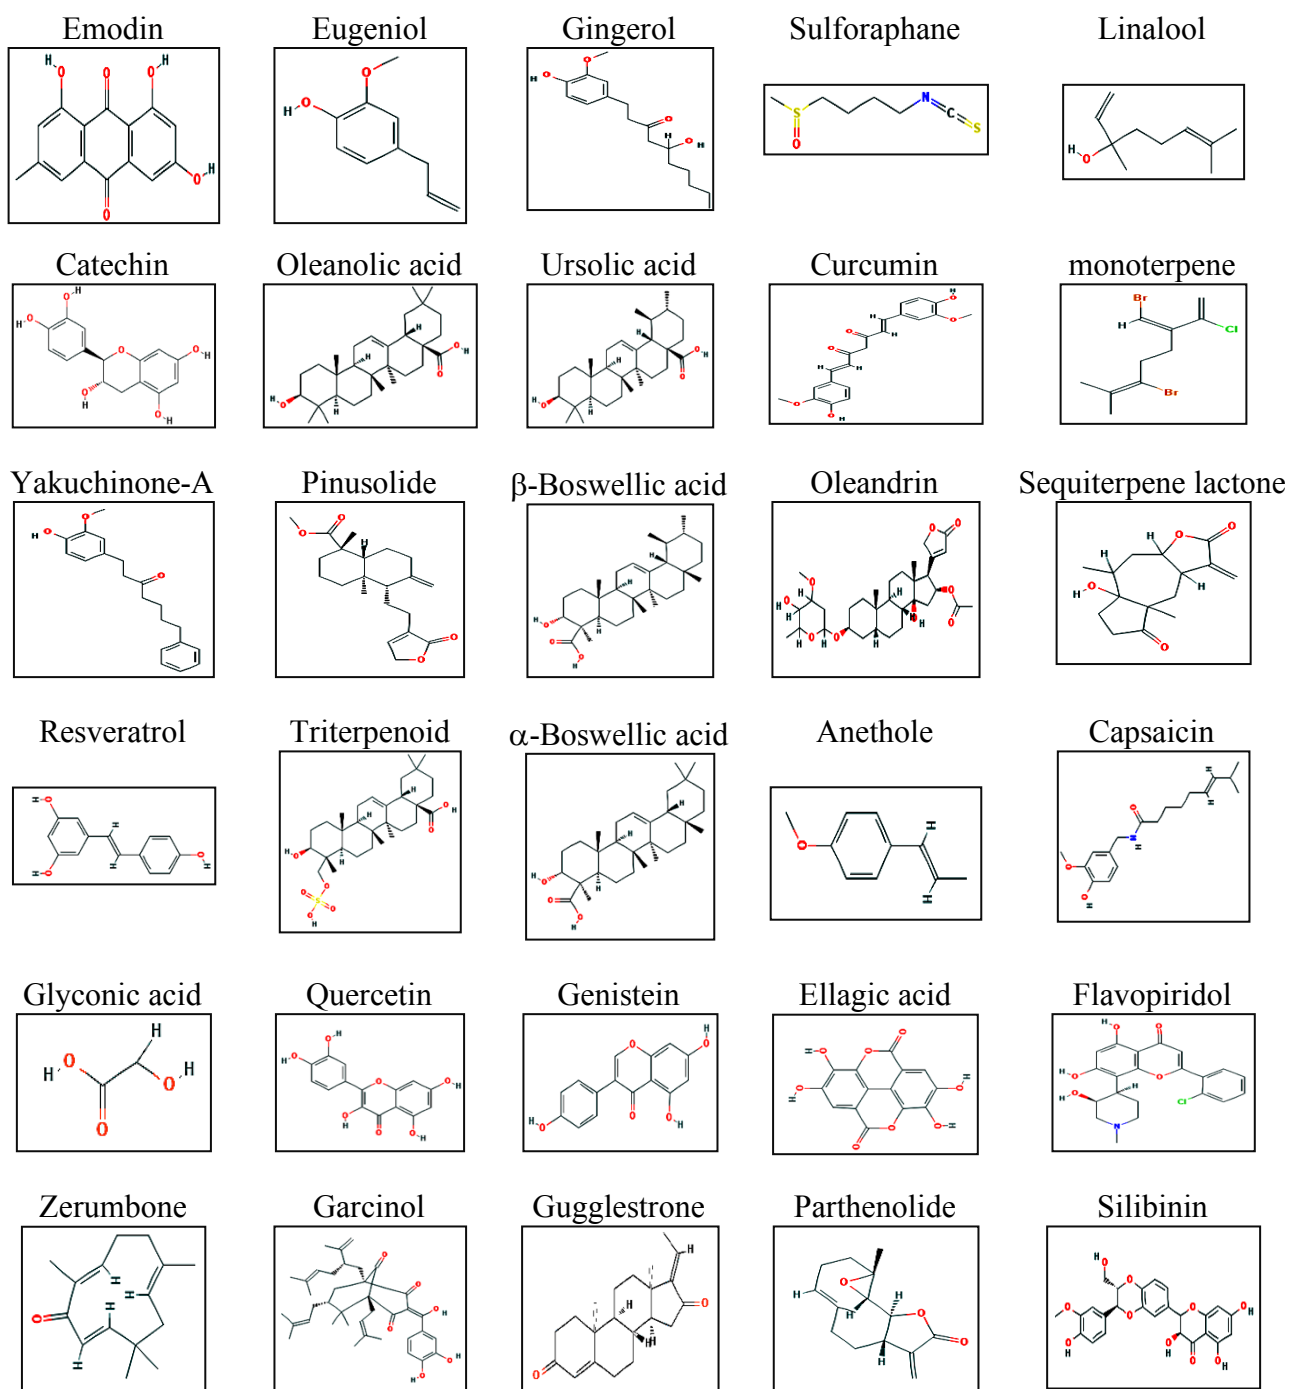 Emodin Eugeniol Gingerol Sulforaphane Linalool
Catechin Oleanolic acid Ursolic acid Curcumin monoterpene
Yakuchinone-A Pinusolide β-Boswellic acid Oleandrin Sequiterpene lactone
Resveratrol Triterpenoid α-Boswellic acid Anethole Capsaicin
Glyconic acid Quercetin Genistein Ellagic acid Flavopiridol
Zerumbone Garcinol Gugglestrone Parthenolide Silibinin